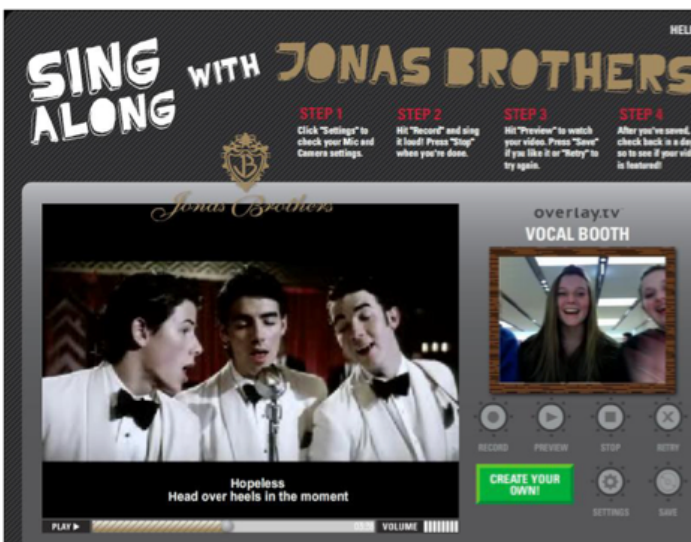 HELP
SING
ALONG
WITH
JONAS BROTHERS
STEP 1
Click "Settings" to
check your Mic and
Camera settings.
STEP 2
Hit "Record" and sing
it loud! Press "Stop"
when you're done.
STEP 3
Hit "Preview" to watch
your video. Press "Save"
if you like it or "Retry" to
try again.
STEP 4
After you've saved,
check back in a day
so to see if your vid
is featured!
JB
Jonas Brothers
overlay.tv
VOCAL BOOTH
RECORD
PREVIEW
STOP
RETRY
CREATE YOUR
OWN!
SETTINGS
SAVE
Hopeless
Head over heels in the moment
PLAY
VOLUME